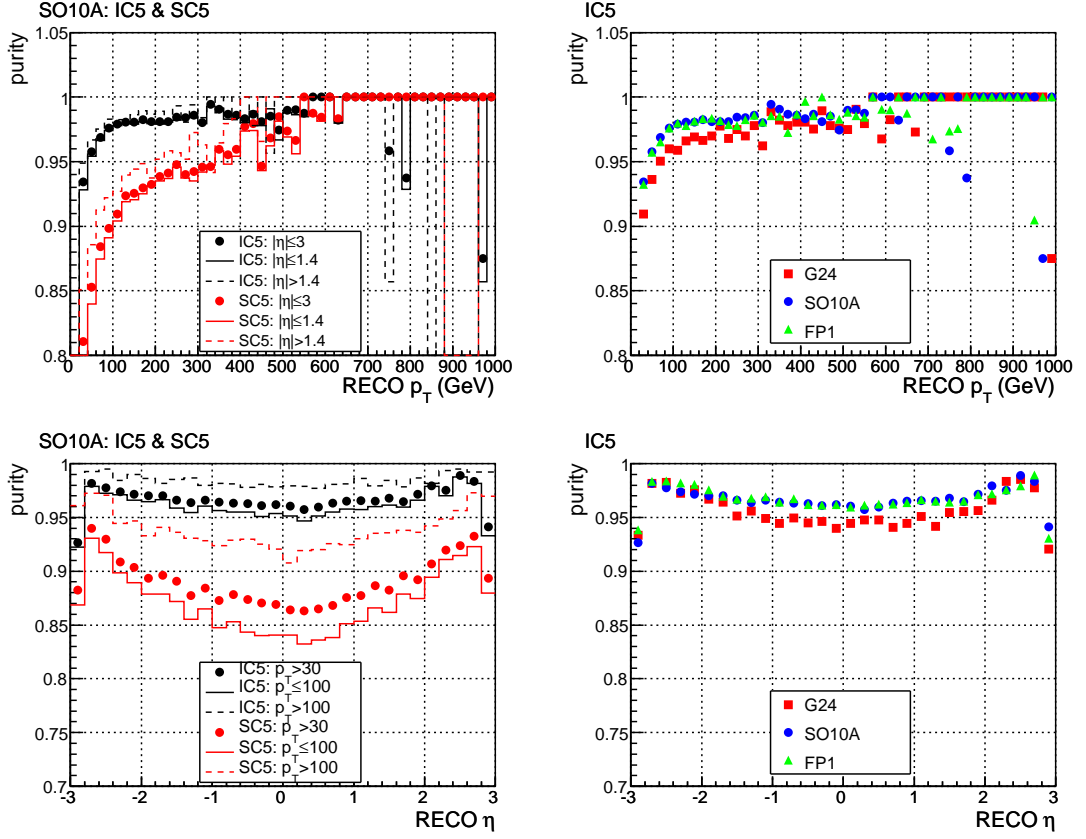 SO10A: IC5 & SC5
purity
1.05
1
0.95
0.9
0.85
0.8
IC5: |η|≤3
IC5: |η|≤1.4
IC5: |η|>1.4
SC5: |η|≤3
SC5: |η|≤1.4
SC5: |η|>1.4
0 100 200 300 400 500 600 700 800 900 1000
RECO p_T (GeV)
IC5
purity
1.05
1
0.95
0.9
0.85
0.8
G24
SO10A
FP1
0 100 200 300 400 500 600 700 800 900 1000
RECO p_T (GeV)
SO10A: IC5 & SC5
purity
1
0.95
0.9
0.85
0.8
0.75
0.7
IC5: p_T>30
IC5: p_T≤100
IC5: p_T>100
SC5: p_T>30
SC5: p_T≤100
SC5: p_T>100
-3 -2 -1 0 1 2 3
RECO η
IC5
purity
1
0.95
0.9
0.85
0.8
0.75
0.7
G24
SO10A
FP1
-3 -2 -1 0 1 2 3
RECO η